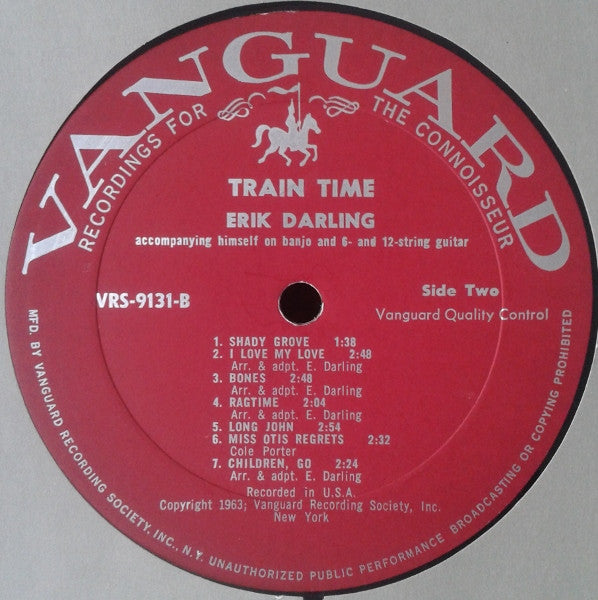 VANGUARD
RECORDINGS FOR THE CONNOISSEUR
TRAIN TIME
ERIK DARLING
accompanying himself on banjo and 6- and 12-string guitar
VRS-9131-B
Side Two
Vanguard Quality Control
1. SHADY GROVE 1:38
2. I LOVE MY LOVE 2:48
Arr. & adpt. E. Darling
3. BONES 2:48
Arr. & adpt. E. Darling
4. RAGTIME 2:04
Arr. & adpt. E. Darling
5. LONG JOHN 2:54
6. MISS OTIS REGRETS 2:32
Cole Porter
7. CHILDREN, GO 2:24
Arr. & adpt. E. Darling
Recorded in U.S.A.
Copyright 1963; Vanguard Recording Society, Inc.
New York
MFD. BY VANGUARD RECORDING SOCIETY, INC., N.Y. UNAUTHORIZED PUBLIC PERFORMANCE BROADCASTING OR COPYING PROHIBITED